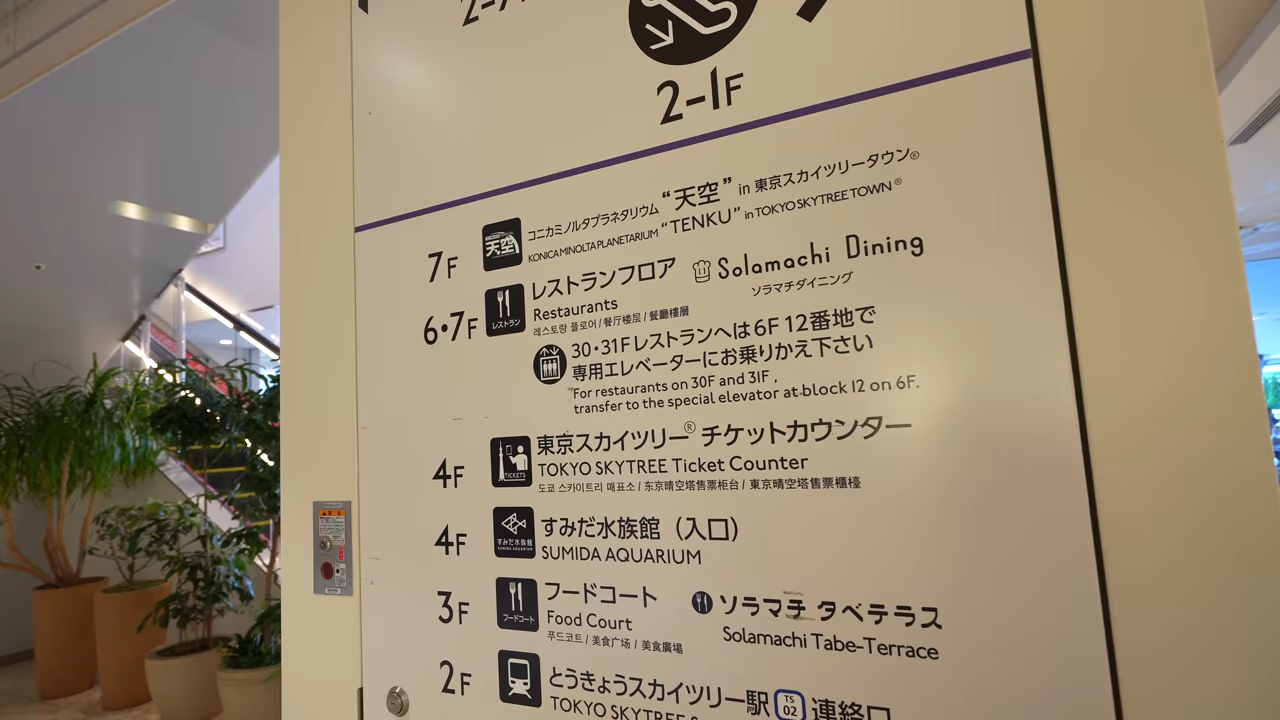 2-1F
コニカミノルタプラネタリウム “天空” in 東京スカイツリータウン®
7F 天空 KONICA MINOLTA PLANETARIUM “TENKU” in TOKYO SKYTREE TOWN®
6・7F レストラン レストランフロア Solamachi Dining
Restaurants ソラマチダイニング
레스토랑 플로어 / 餐厅楼层 / 餐廳樓層
30・31Fレストランへは6F 12番地で
専用エレベーターにお乗りかえ下さい
For restaurants on 30F and 31F ,
transfer to the special elevator at block 12 on 6F.
4F TICKETS 東京スカイツリー® チケットカウンター
TOKYO SKYTREE Ticket Counter
도쿄 스카이트리 매표소 / 东京晴空塔售票柜台 / 東京晴空塔售票櫃檯
4F すみだ水族館 SUMIDA AQUARIUM すみだ水族館（入口）
SUMIDA AQUARIUM
3F フードコート フードコート ソラマチ タベテラス
Food Court Solamachi Tabe-Terrace
푸드코트 / 美食广场 / 美食廣場
2F とうきょうスカイツリー駅 TS 02 連絡口
TOKYO SKYTREE